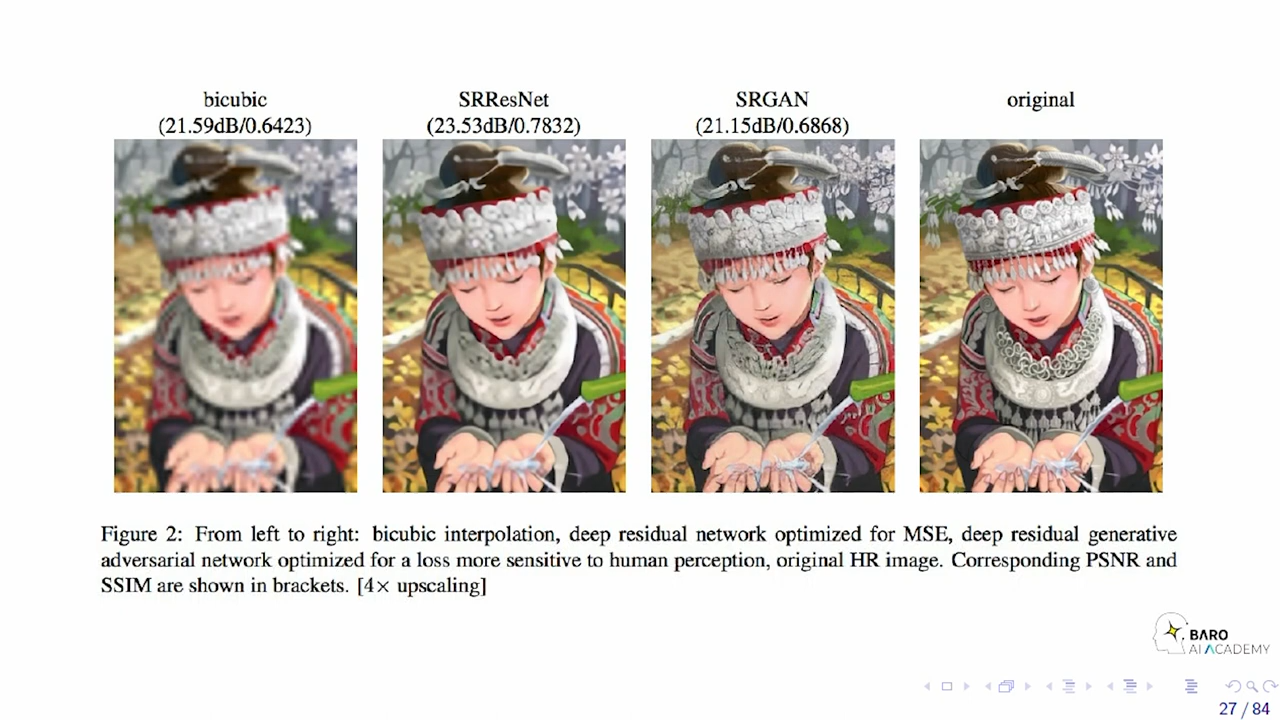 bicubic
(21.59dB/0.6423)
SRResNet
(23.53dB/0.7832)
SRGAN
(21.15dB/0.6868)
original
Figure 2: From left to right: bicubic interpolation, deep residual network optimized for MSE, deep residual generative
adversarial network optimized for a loss more sensitive to human perception, original HR image. Corresponding PSNR and
SSIM are shown in brackets. [4× upscaling]
BARO
AI ACADEMY
27 / 84